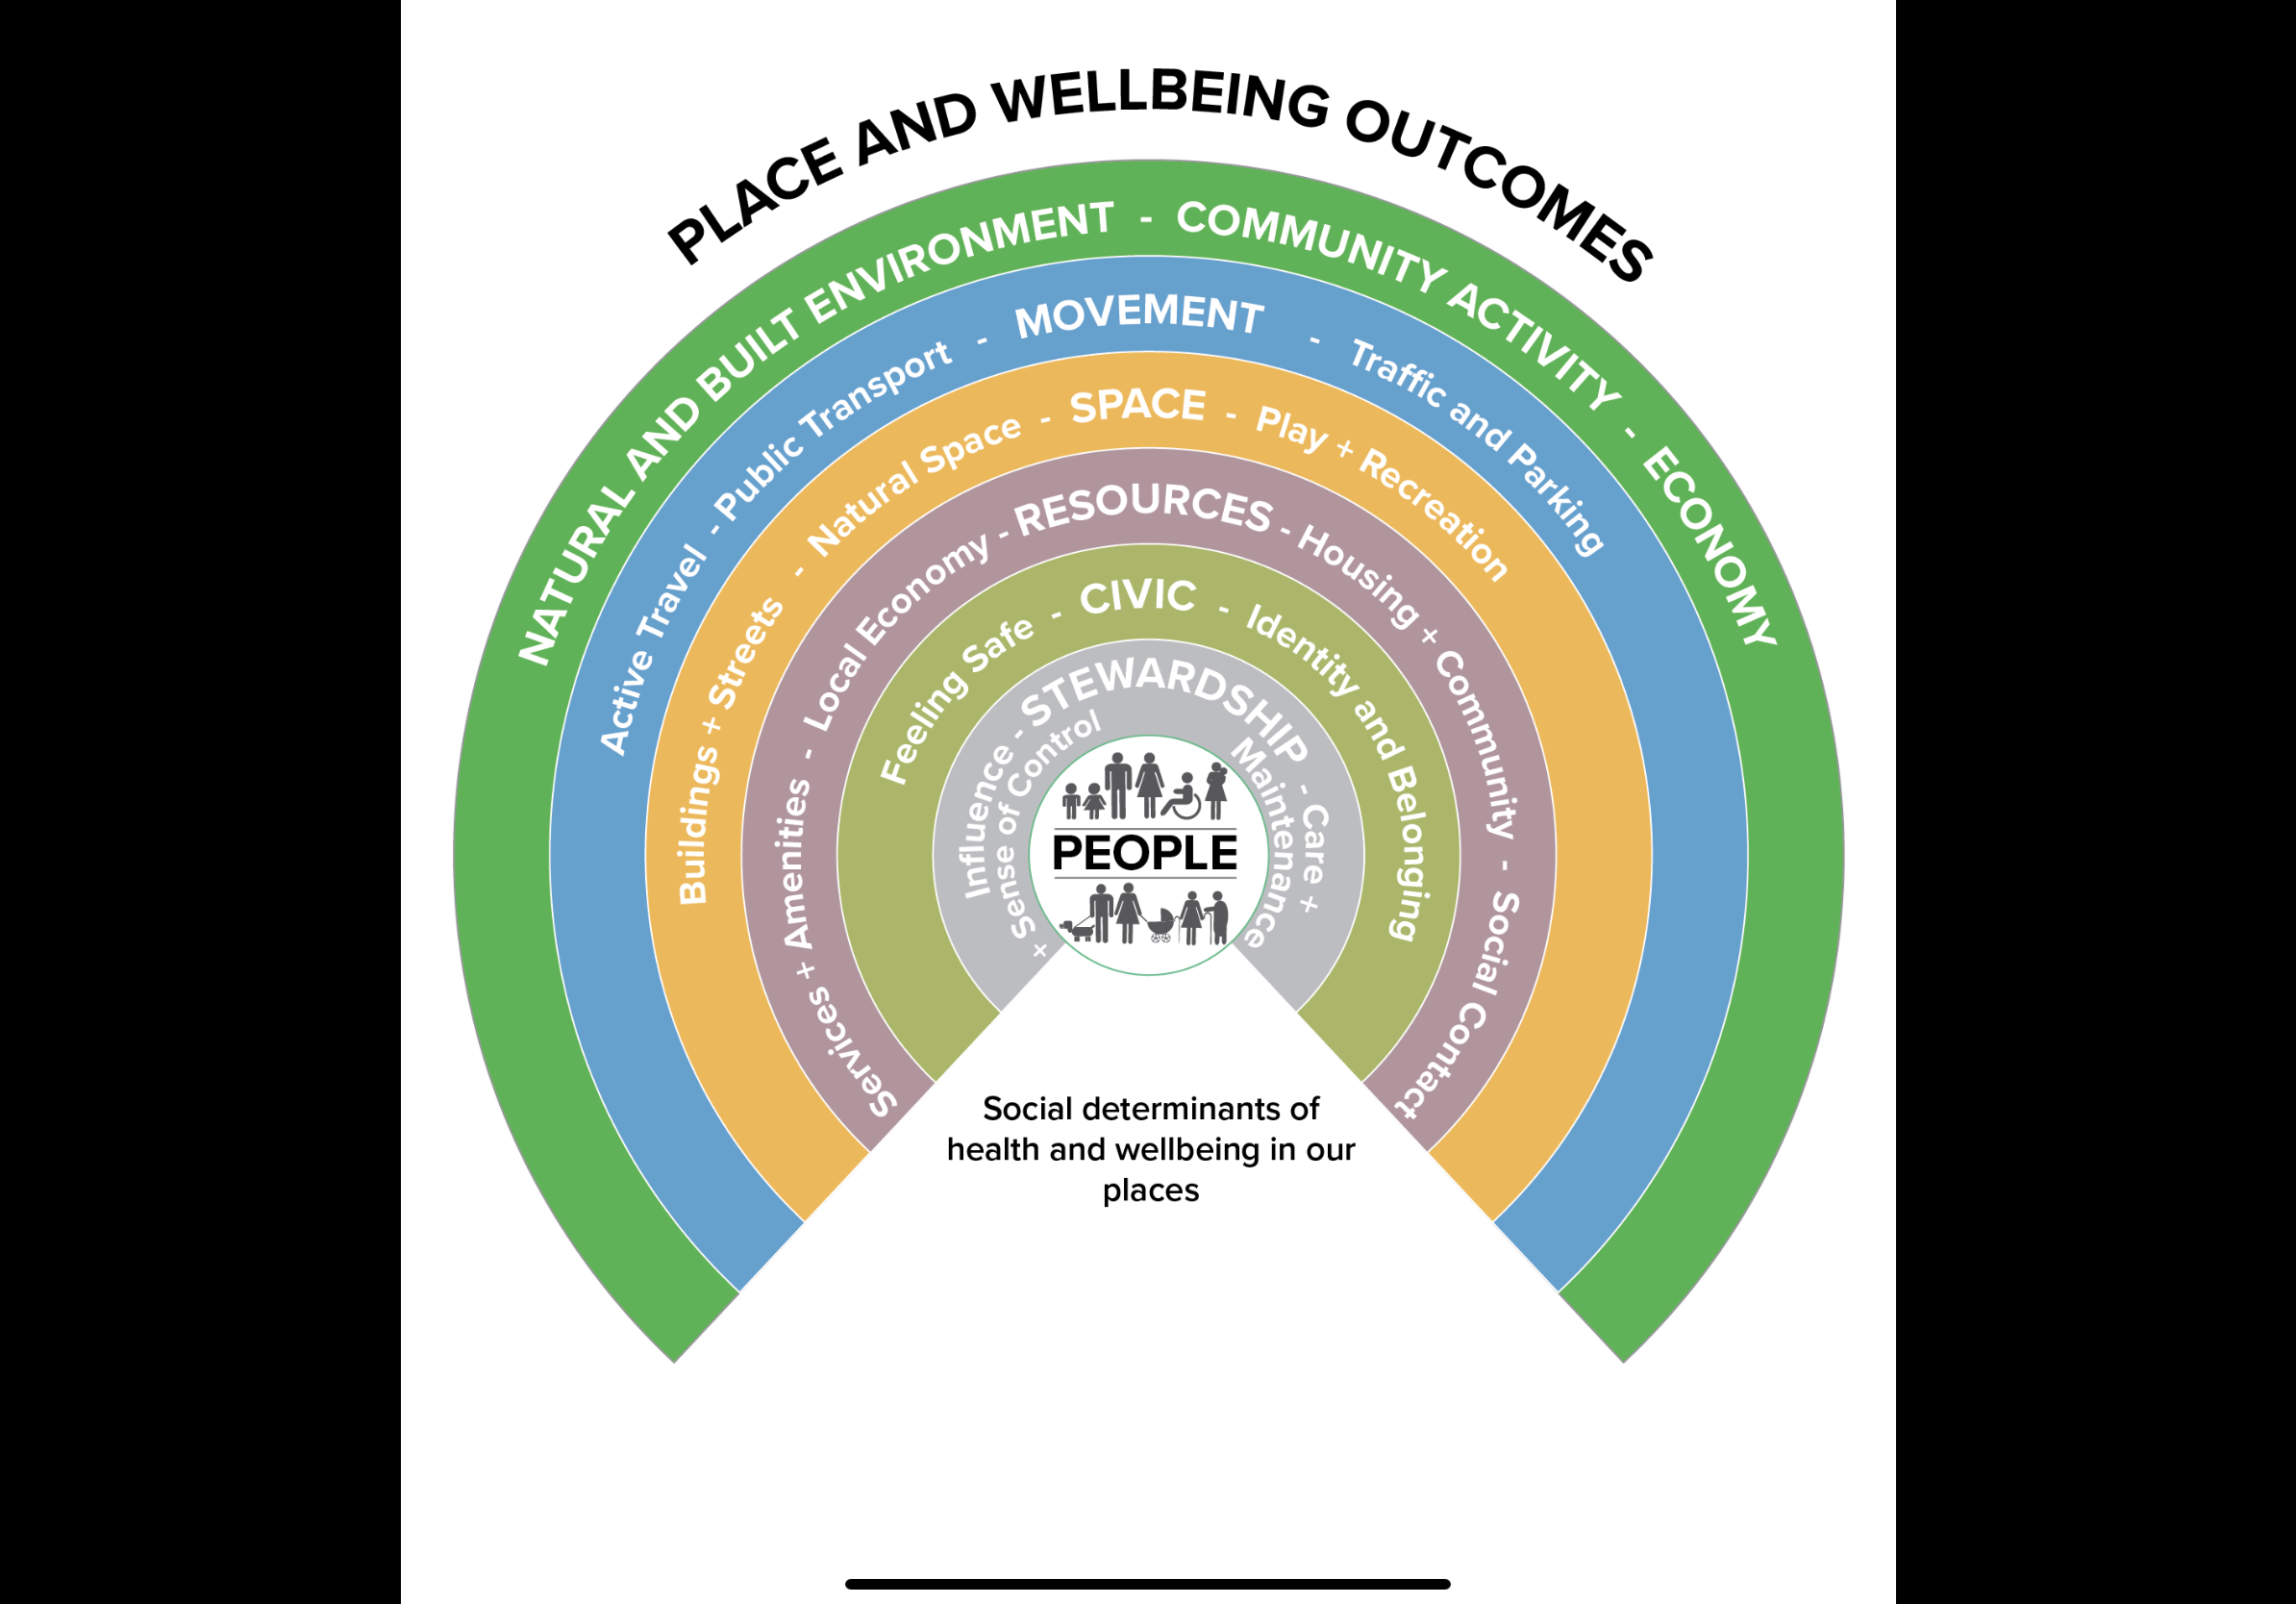 PLACE AND WELLBEING OUTCOMES
NATURAL AND BUILT ENVIRONMENT - COMMUNITY ACTIVITY - ECONOMY
Active Travel - Public Transport - MOVEMENT - Traffic and Parking
Buildings + Streets - Natural Space - SPACE - Play + Recreation
Services + Amenities - Local Economy - RESOURCES - Housing + Community - Social Contact
Feeling Safe - CIVIC - Identity and Belonging
Influence - STEWARDSHIP - Care +
+ Sense of Control
Maintenance
PEOPLE
Social determinants of
health and wellbeing in our
places